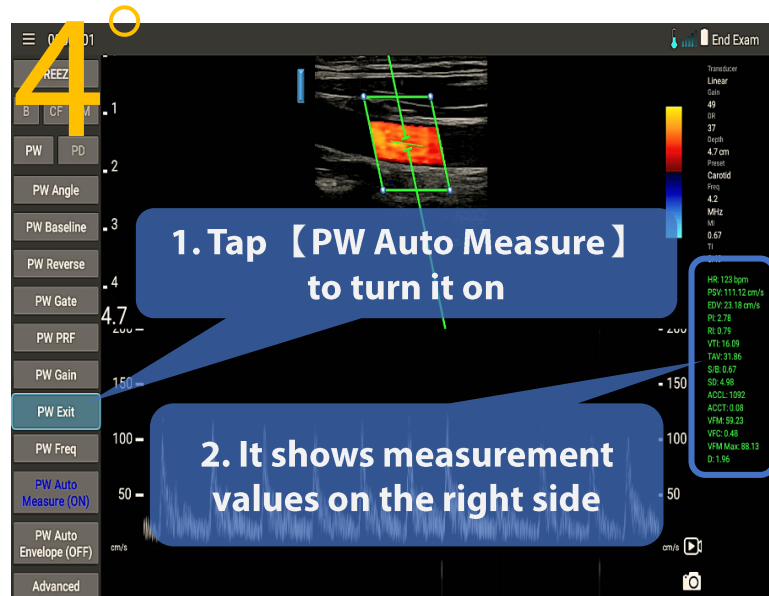 4
End Exam
B CF M
PW PD
PW Angle
PW Baseline
PW Reverse
PW Gate
PW PRF
PW Gain
PW Exit
PW Freq
PW Auto
Measure (ON)
PW Auto
Envelope (OFF)
Advanced
1
2
3
4
4.7
150
100
50
cm/s
1. Tap 【PW Auto Measure】
to turn it on
2. It shows measurement
values on the right side
200
150
100
50
cm/s
Transducer
Linear
Gain
49
DR
37
Depth
4.7 cm
Preset
Carotid
Freq
4.2
MHz
MI
0.67
TI
HR: 123 bpm
PSV: 111.12 cm/s
EDV: 23.18 cm/s
PI: 2.78
RI: 0.79
VTI: 16.09
TAV: 31.86
S/B: 0.67
SD: 4.98
ACCL: 1092
ACCT: 0.08
VFM: 59.23
VFC: 0.48
VFM Max: 88.13
D: 1.96